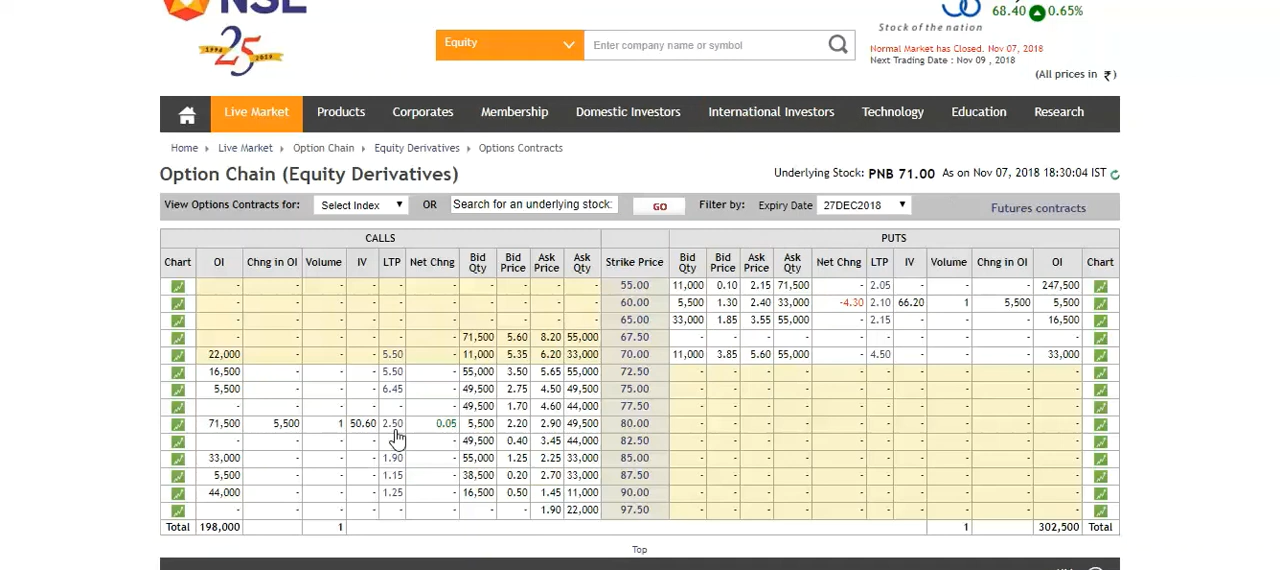 NSE
25
Stock of the nation
68.40 0.65%
Equity
Enter company name or symbol
Normal Market has Closed. Nov 07, 2018
Next Trading Date : Nov 09 , 2018
(All prices in ₹)
Live Market Products Corporates Membership Domestic Investors International Investors Technology Education Research
Home Live Market Option Chain Equity Derivatives Options Contracts
Option Chain (Equity Derivatives)
Underlying Stock: PNB 71.00 As on Nov 07, 2018 18:30:04 IST
View Options Contracts for: Select Index OR Search for an underlying stock: GO Filter by: Expiry Date 27DEC2018 Futures contracts
CALLS PUTS
Chart OI Chng in OI Volume IV LTP Net Chng Bid Qty Bid Price Ask Price Ask Qty Strike Price Bid Qty Bid Price Ask Price Ask Qty Net Chng LTP IV Volume Chng in OI OI Chart
- - - - - - - - - - 55.00 11,000 0.10 2.15 71,500 - 2.05 - - - 247,500
- - - - - - - - - - 60.00 5,500 1.30 2.40 33,000 -4.30 2.10 66.20 1 5,500 5,500
- - - - - - - - - - 65.00 33,000 1.85 3.55 55,000 - 2.15 - - - 16,500
- - - - - - 71,500 5.60 8.20 55,000 67.50 - - - - - - - - - -
22,000 - - - 5.50 - 11,000 5.35 6.20 33,000 70.00 11,000 3.85 5.60 55,000 - 4.50 - - - 33,000
16,500 - - - 5.50 - 55,000 3.50 5.65 55,000 72.50 - - - - - - - - - -
5,500 - - - 6.45 - 49,500 2.75 4.50 49,500 75.00 - - - - - - - - - -
- - - - - - 49,500 1.70 4.60 44,000 77.50 - - - - - - - - - -
71,500 5,500 1 50.60 2.50 0.05 5,500 2.20 2.90 49,500 80.00 - - - - - - - - - -
- - - - - 49,500 0.40 3.45 44,000 82.50 - - - - - - - - - -
33,000 - - - 1.90 - 55,000 1.25 2.25 33,000 85.00 - - - - - - - - - -
5,500 - - - 1.15 - 38,500 0.20 2.70 33,000 87.50 - - - - - - - - - -
44,000 - - - 1.25 - 16,500 0.50 1.45 11,000 90.00 - - - - - - - - - -
- - - - - - - - 1.90 22,000 97.50 - - - - - - - - - -
Total 198,000 1 1 302,500 Total
Top